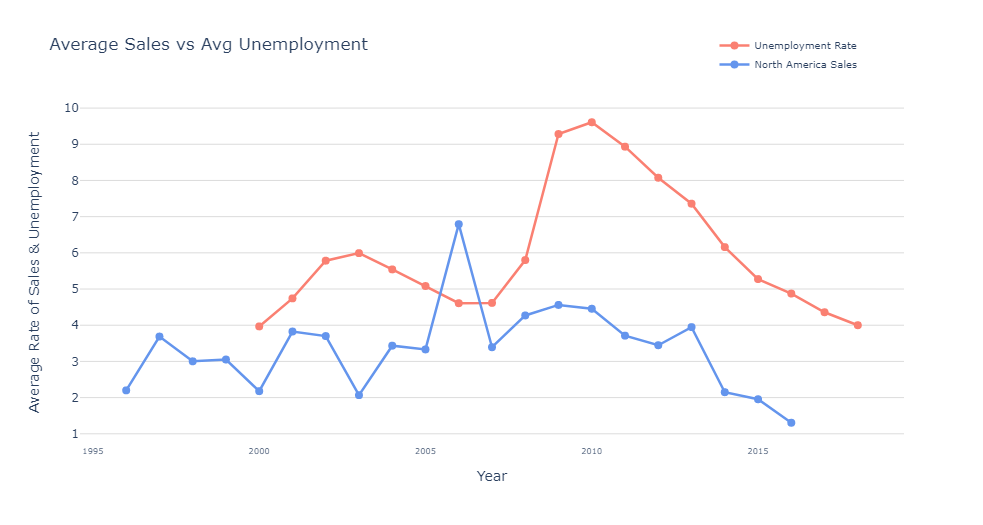 Average Sales vs Avg Unemployment
Unemployment Rate
North America Sales
Average Rate of Sales & Unemployment
10
9
8
7
6
5
4
3
2
1
1995 2000 2005 2010 2015
Year